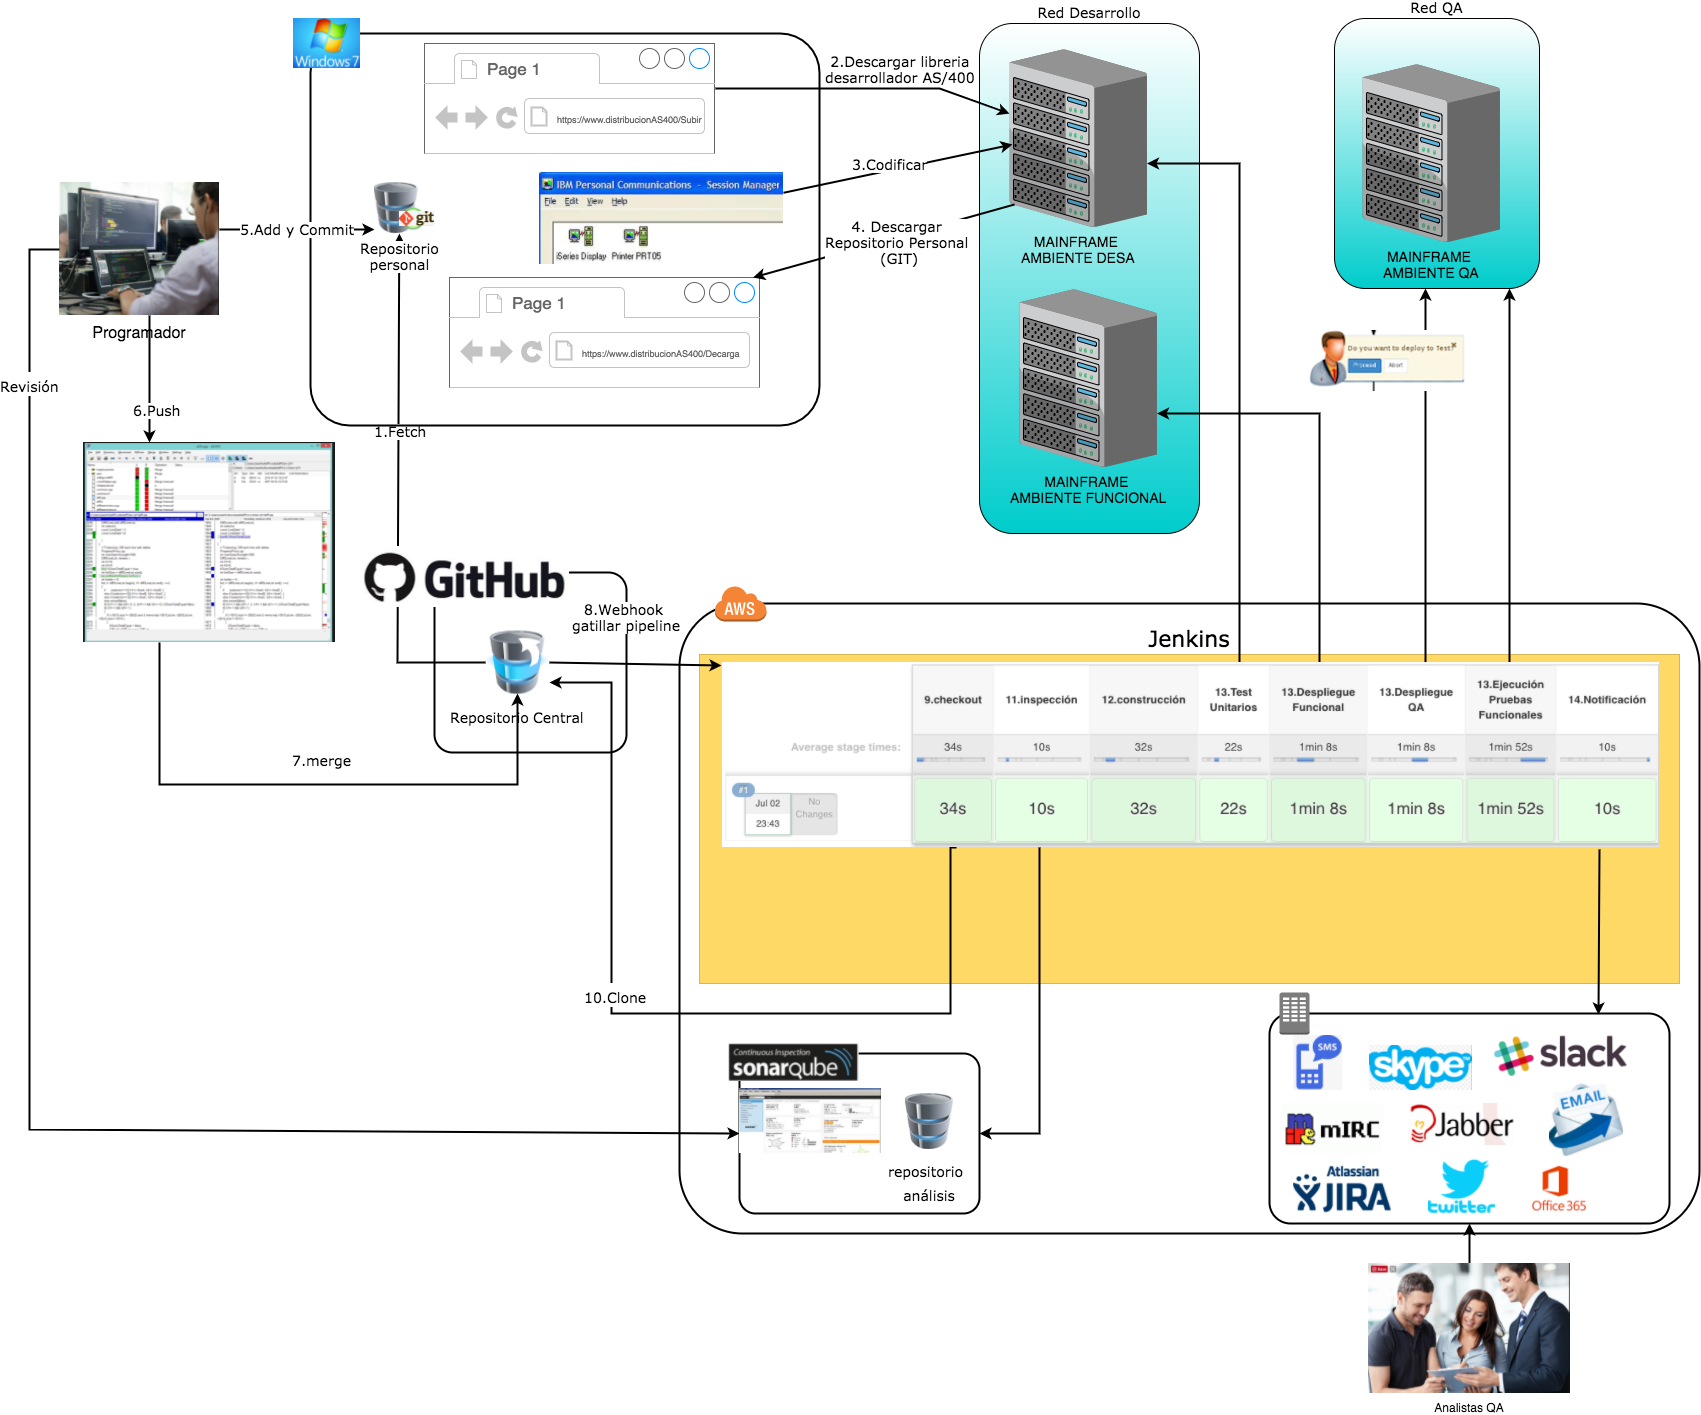 Red Desarrollo
Red QA
Windows 7
Page 1
https://www.distribucionAS400/Subir
2.Descargar libreria
desarrollador AS/400
IBM Personal Communications - Session Manager
File Edit View Help
iSeries Display Printer PRT05
3.Codificar
4. Descargar
Repositorio Personal
(GIT)
git
5.Add y Commit
Repositorio
personal
Page 1
https://www.distribucionAS400/Decarga
MAINFRAME
AMBIENTE DESA
MAINFRAME
AMBIENTE QA
MAINFRAME
AMBIENTE FUNCIONAL
Do you want to deploy to Test?
Proceed Abort
Programador
Revisión
6.Push
1.Fetch
GitHub
8.Webhook
gatillar pipeline
Repositorio Central
7.merge
10.Clone
AWS
Jenkins
9.checkout
11.inspección
12.construcción
13.Test
Unitarios
13.Despliegue
Funcional
13.Despliegue
QA
13.Ejecución
Pruebas
Funcionales
14.Notificación
Average stage times:
34s 10s 32s 22s 1min 8s 1min 8s 1min 52s 10s
#1
Jul 02
23:43
No
Changes
34s 10s 32s 22s 1min 8s 1min 8s 1min 52s 10s
Continuous Inspection
sonarqube
repositorio
análisis
SMS
skype
slack
mIRC
Jabber
EMAIL
Atlassian
JIRA
twitter
Office 365
Analistas QA